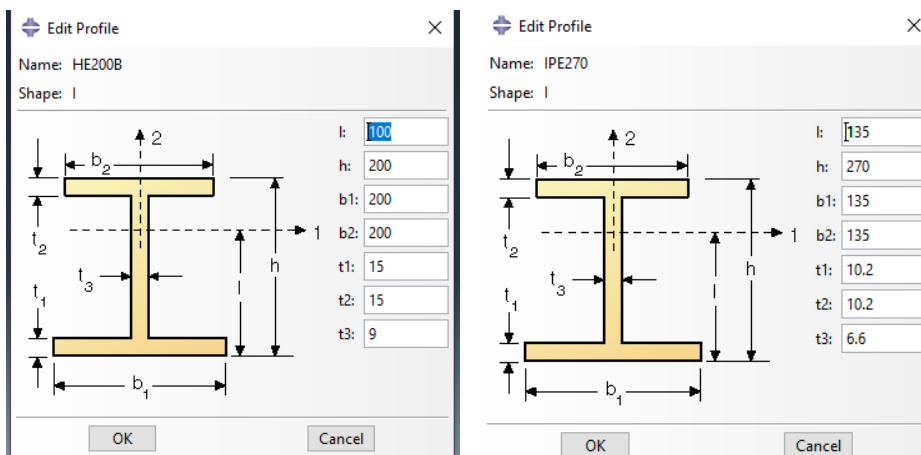 Edit Profile
Name: HE200B
Shape: I
2
b2
t2
t3
t1
b1
h
l
1
l: 100
h: 200
b1: 200
b2: 200
t1: 15
t2: 15
t3: 9
OK Cancel
Edit Profile
Name: IPE270
Shape: I
2
b2
t2
t3
t1
b1
h
l
1
l: 135
h: 270
b1: 135
b2: 135
t1: 10.2
t2: 10.2
t3: 6.6
OK Cancel